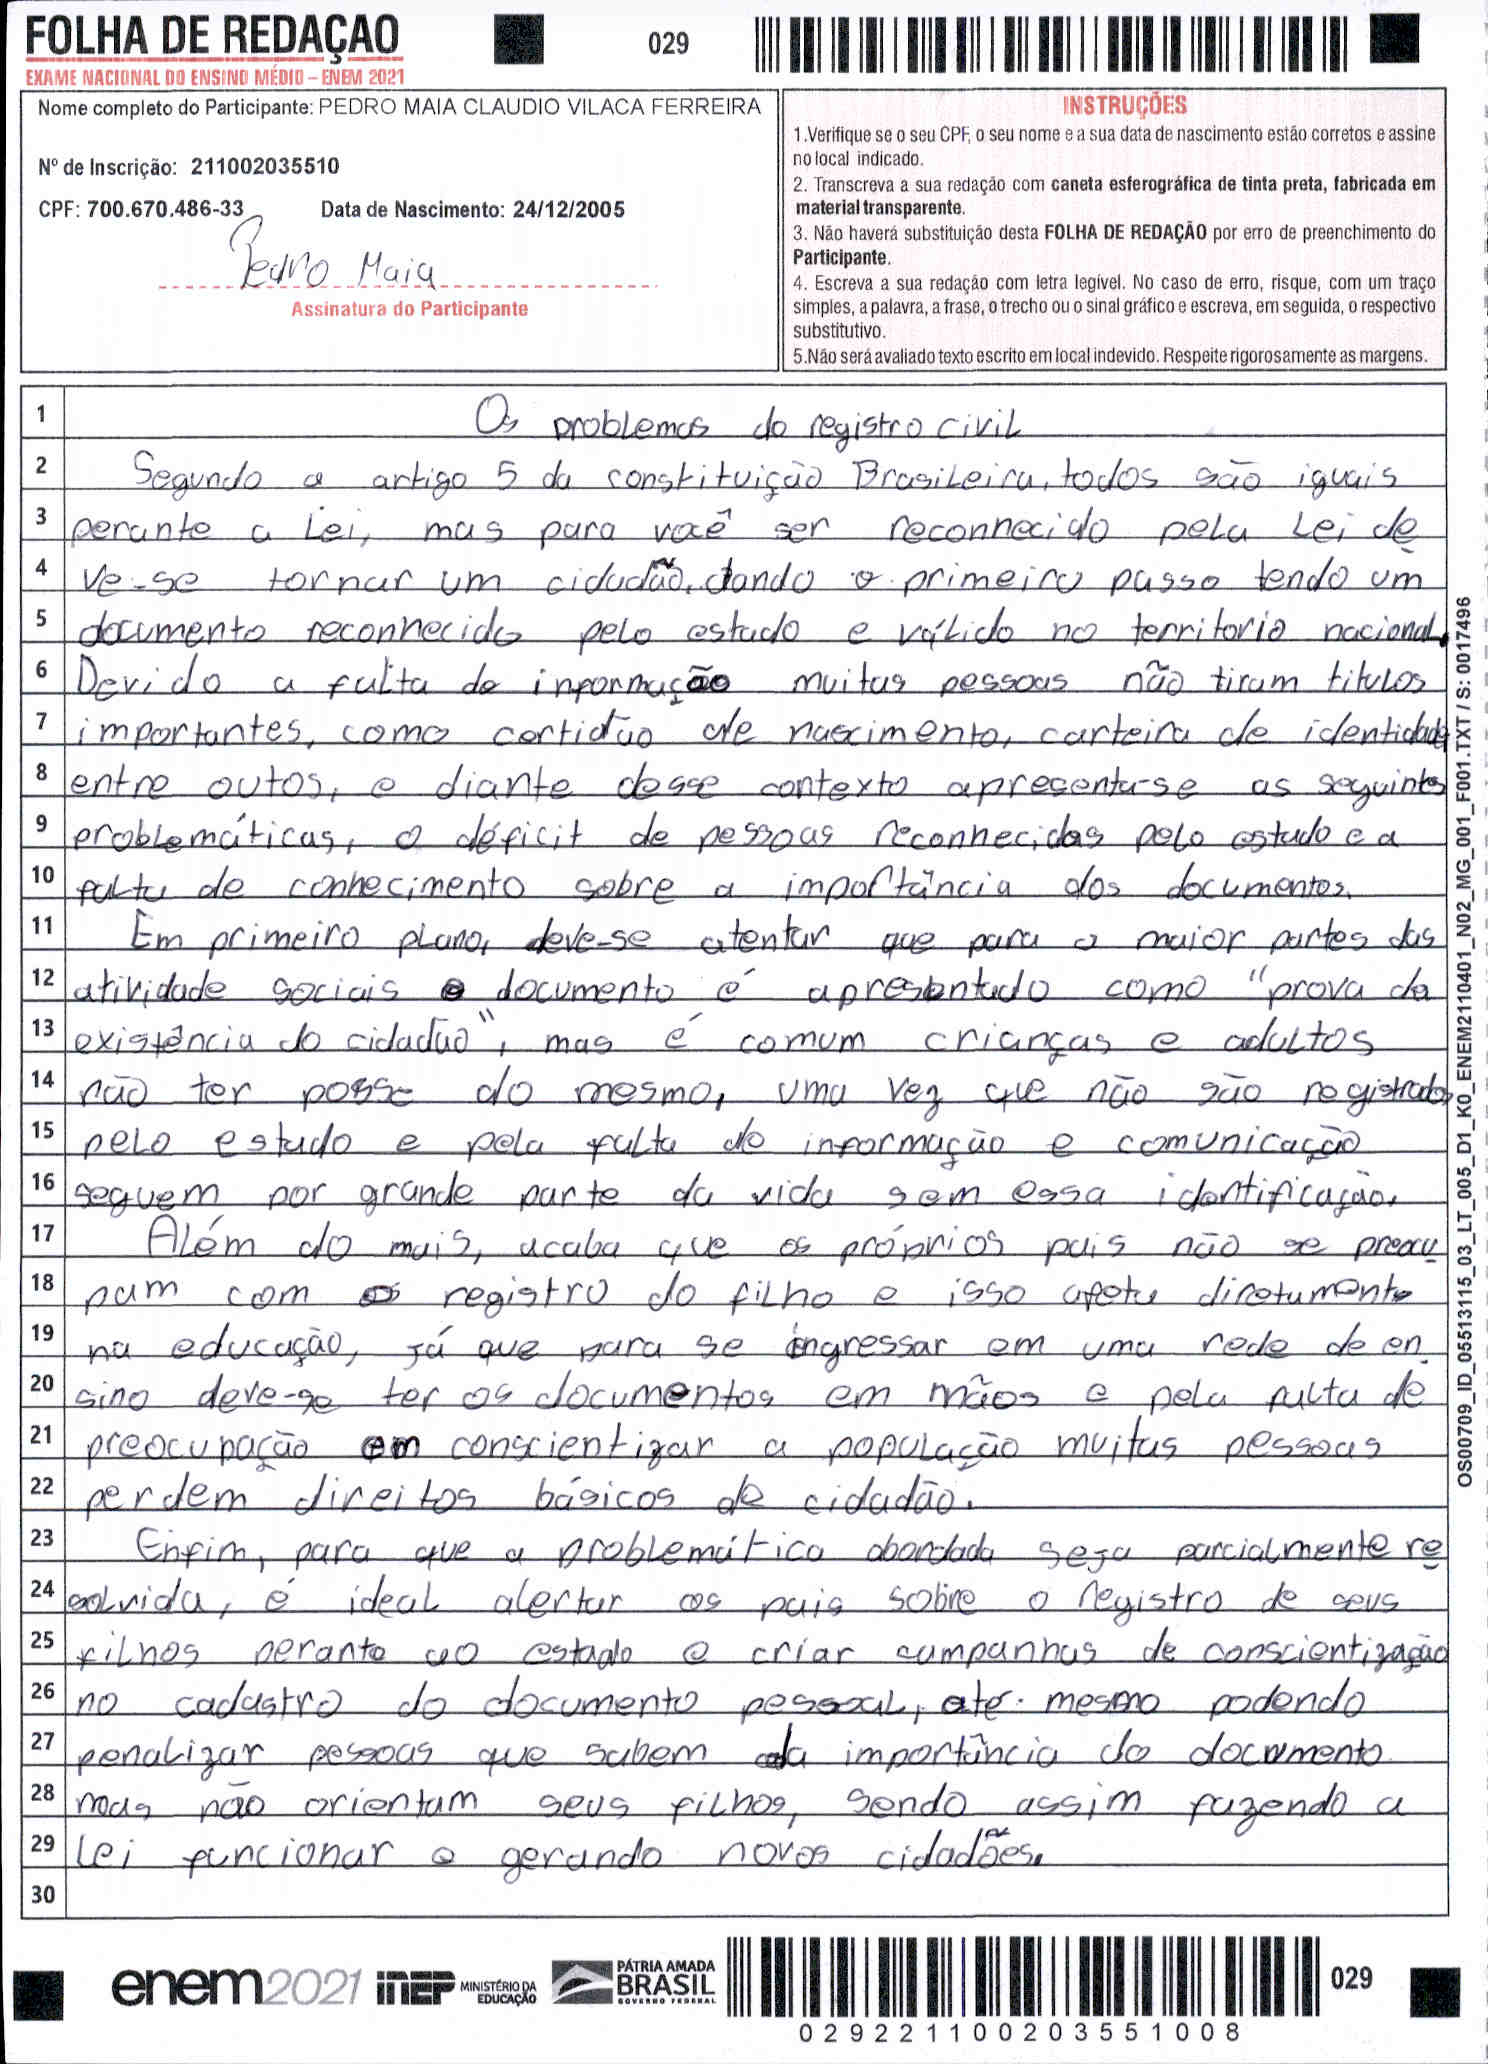 FOLHA DE REDAÇÃO
EXAME NACIONAL DO ENSINO MÉDIO – ENEM 2021
029
Nome completo do Participante: PEDRO MAIA CLAUDIO VILACA FERREIRA
Nº de Inscrição: 211002035510
CPF: 700.670.486-33 Data de Nascimento: 24/12/2005
Pedro Maia
Assinatura do Participante
INSTRUÇÕES
1.Verifique se o seu CPF, o seu nome e a sua data de nascimento estão corretos e assine
no local indicado.
2. Transcreva a sua redação com caneta esferográfica de tinta preta, fabricada em
material transparente.
3. Não haverá substituição desta FOLHA DE REDAÇÃO por erro de preenchimento do
Participante.
4. Escreva a sua redação com letra legível. No caso de erro, risque, com um traço
simples, a palavra, a frase, o trecho ou o sinal gráfico e escreva, em seguida, o respectivo
substitutivo.
5.Não será avaliado texto escrito em local indevido. Respeite rigorosamente as margens.
1 Os problemas do registro civil
2 Segundo o artigo 5 da constituição Brasileira, todos são iguais
3 perante a Lei, mas para você ser reconhecido pela Lei de
4 ve-se tornar um cidadão, dando o primeiro passo tendo um
5 documento reconhecido pelo estado e válido no territorio nacional.
6 Devido a falta de informação muitas pessoas não tiram titulos
7 importantes, como certidão de nascimento, carteira de identidade
8 entre outos, e diante desse contexto apresenta-se as seguintes
9 problemáticas, o déficit de pessoas reconhecidas pelo estado e a
10 falta de conhecimento sobre a importância dos documentos.
11 Em primeiro plano, deve-se atentar que para a maior partes das
12 atividade sociais o documento é apresentado como "prova da
13 existência do cidadão", mas é comum crianças e adultos
14 não ter posse do mesmo, uma vez que não são registrados
15 pelo estado e pela falta de informação e comunicação
16 seguem por grande parte da vida sem essa identificação.
17 Além do mais, acaba que os próprios pais não se preocu
18 pam com o registro do filho e isso afeta diretamente
19 na educação, já que para se ingressar em uma rede de en
20 sino deve-se ter os documentos em mãos e pela falta de
21 preocupação em conscientizar a população muitas pessoas
22 perdem direitos básicos de cidadão.
23 Enfim, para que a problemática abordada seja parcialmente re
24 solvida, é ideal alertar os pais sobre o registro de seus
25 filhos perante ao estado e criar campanhas de conscientização
26 no cadastro do documento pessoal, até mesmo podendo
27 penalizar pessoas que sabem da importância do documento
28 mas não orientam seus filhos, sendo assim fazendo a
29 Lei funcionar e gerando novos cidadões.
30
OS00709_ID_05513115_03_LT_005_D1_K0_ENEM2110401_N02_MG_001_F001.TXT / S: 0017496
enem2021 inep MINISTÉRIO DA
EDUCAÇÃO
PÁTRIA AMADA
BRASIL
GOVERNO FEDERAL
029
0292211002035510 08